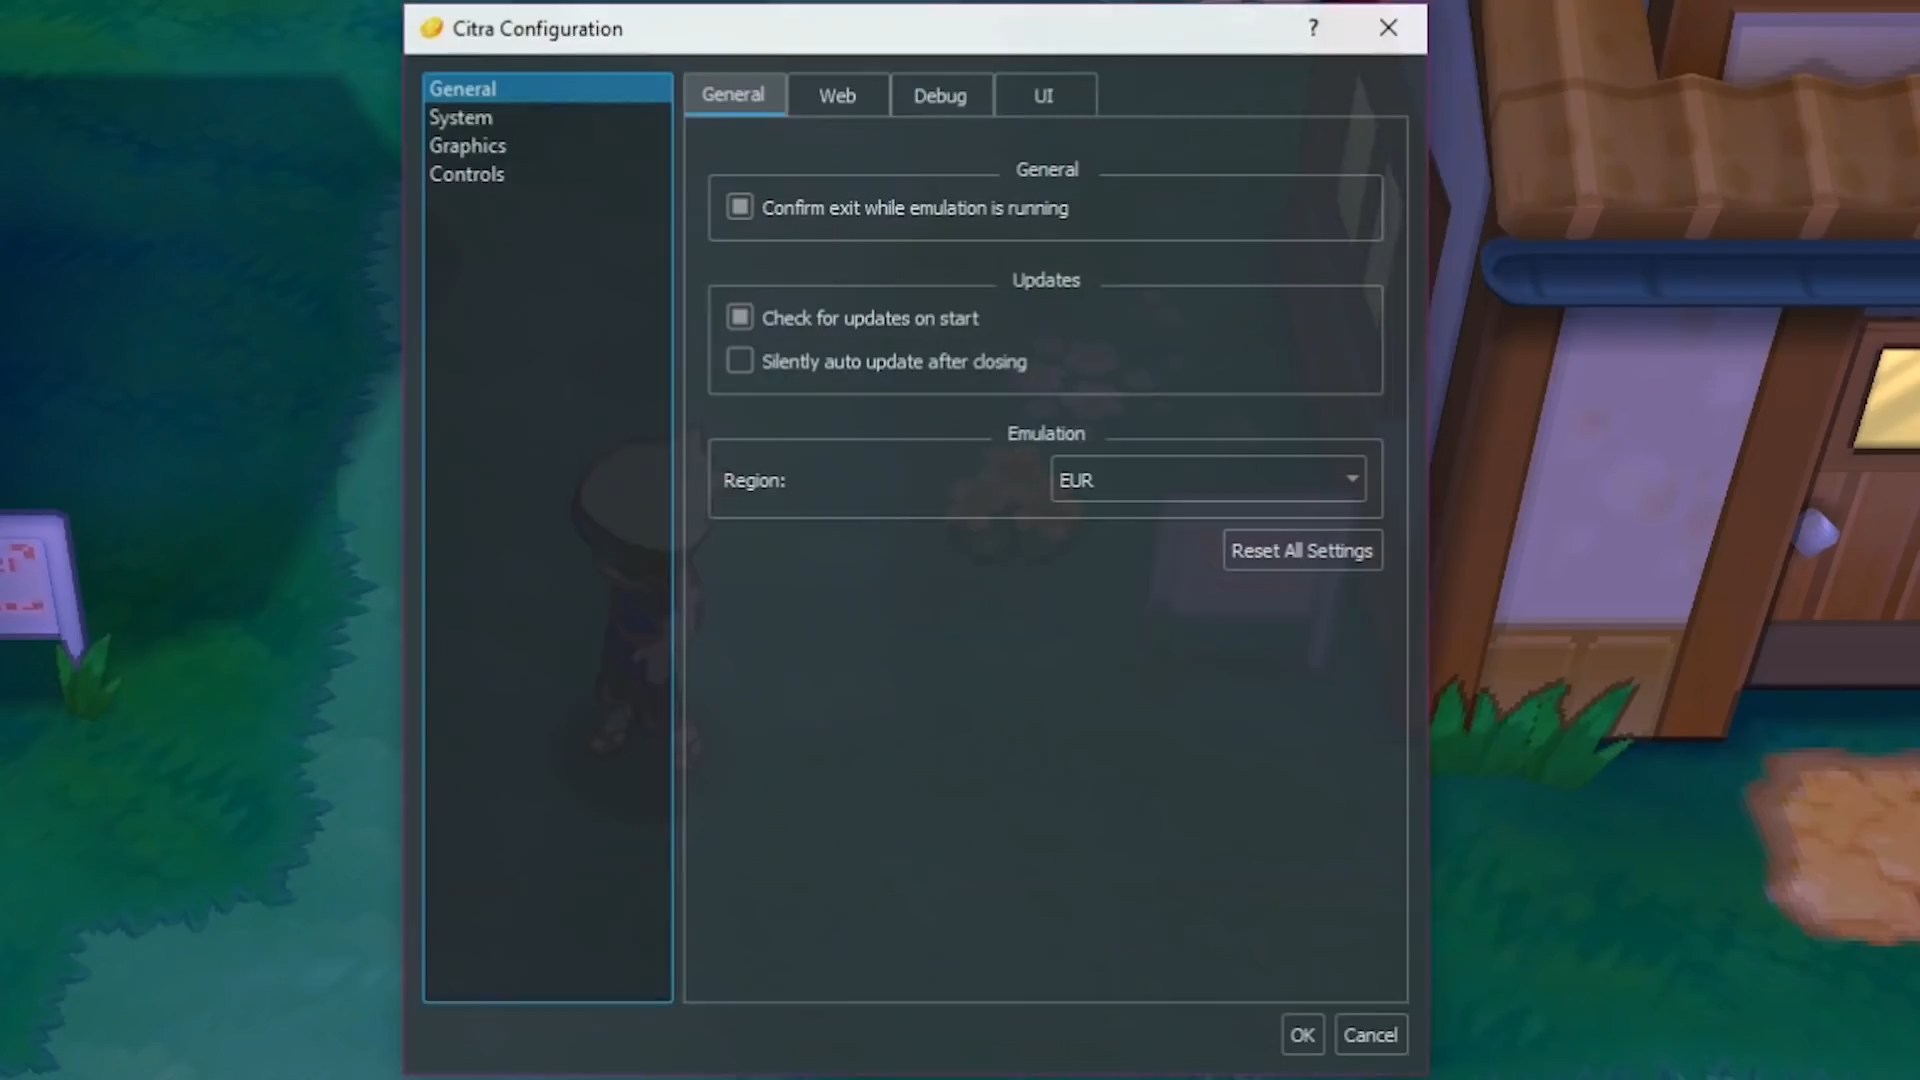 Citra Configuration
?
General
System
Graphics
Controls
General Web Debug UI
General
Confirm exit while emulation is running
Updates
Check for updates on start
Silently auto update after closing
Emulation
Region: EUR
Reset All Settings
OK Cancel